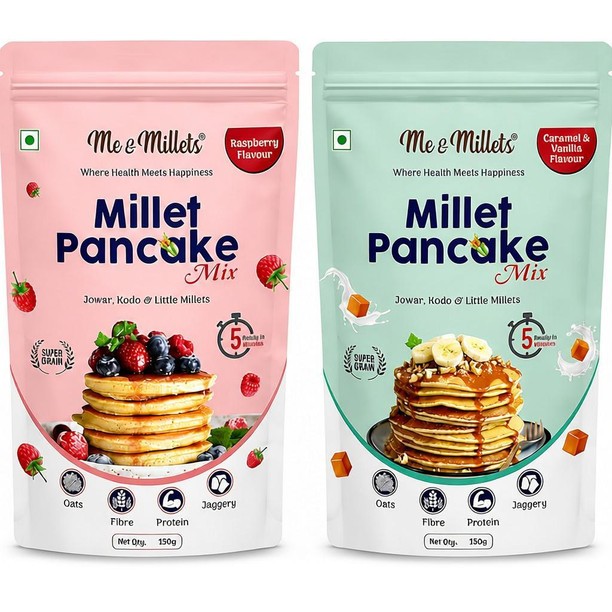 Me & Millets®
Raspberry
Flavour
Where Health Meets Happiness
Millet
Pancake
Mix
Jowar, Kodo & Little Millets
SUPER
GRAIN
5
Oats
Fibre
Protein
Jaggery
Net Qty. 150g
Me & Millets®
Caramel &
Vanilla
Flavour
Where Health Meets Happiness
Millet
Pancake
Mix
Jowar, Kodo & Little Millets
SUPER
GRAIN
5
Oats
Fibre
Protein
Jaggery
Net Qty. 150g